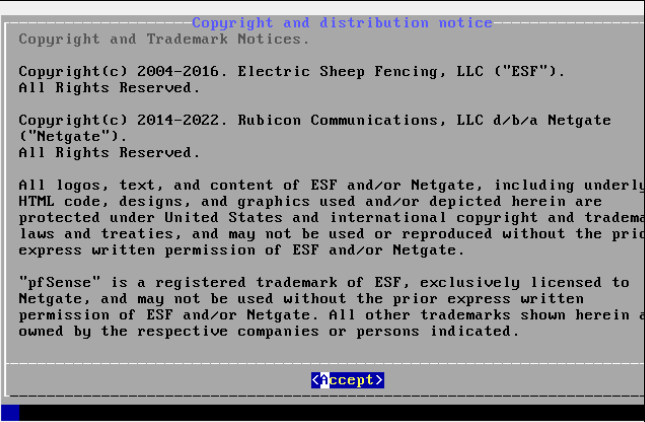 Copyright and distribution notice
Copyright and Trademark Notices.
Copyright(c) 2004-2016. Electric Sheep Fencing, LLC ("ESF").
All Rights Reserved.
Copyright(c) 2014-2022. Rubicon Communications, LLC d/b/a Netgate
("Netgate").
All Rights Reserved.
All logos, text, and content of ESF and/or Netgate, including
HTML code, designs, and graphics used and/or depicted herein are
protected under United States and international copyright and
laws and treaties, and may not be used or reproduced without the
express written permission of ESF and/or Netgate.
"pfSense" is a registered trademark of ESF, exclusively licensed to
Netgate, and may not be used without the prior express written
permission of ESF and/or Netgate. All other trademarks shown herein
owned by the respective companies or persons indicated.
<Accept>